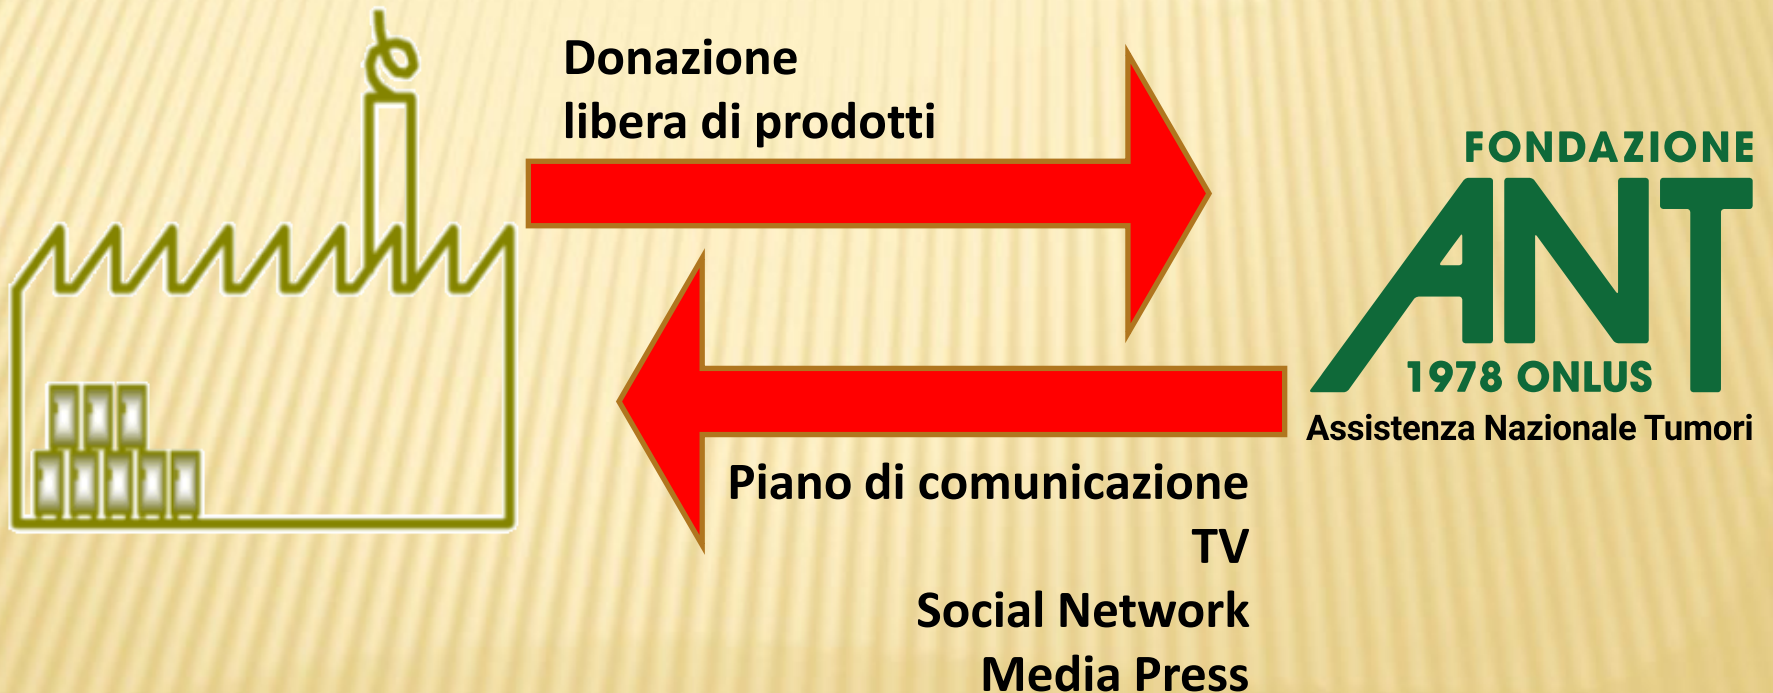 Donazione
libera di prodotti
FONDAZIONE
ANT
1978 ONLUS
Assistenza Nazionale Tumori
Piano di comunicazione
TV
Social Network
Media Press